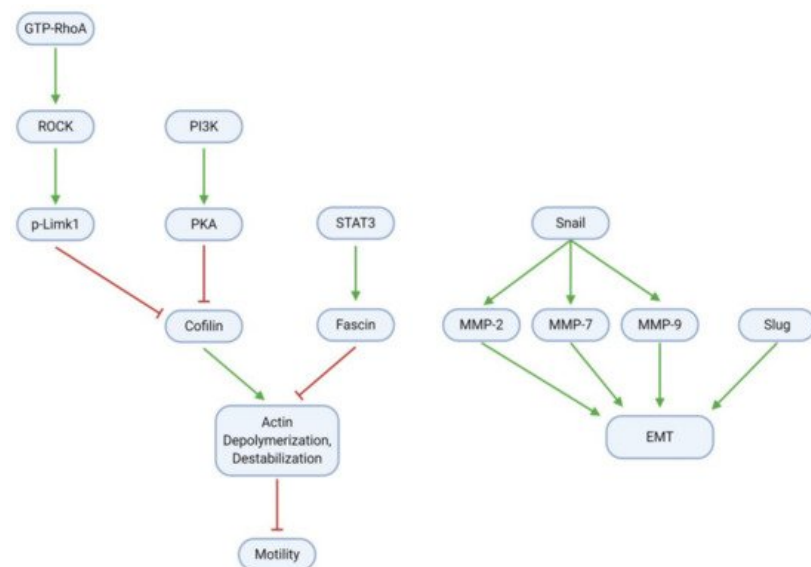 GTP-RhoA
ROCK
PI3K
p-Limk1
PKA
STAT3
Snail
Cofilin
Fascin
MMP-2
MMP-7
MMP-9
Slug
Actin
Depolymerization,
Destabilization
EMT
Motility